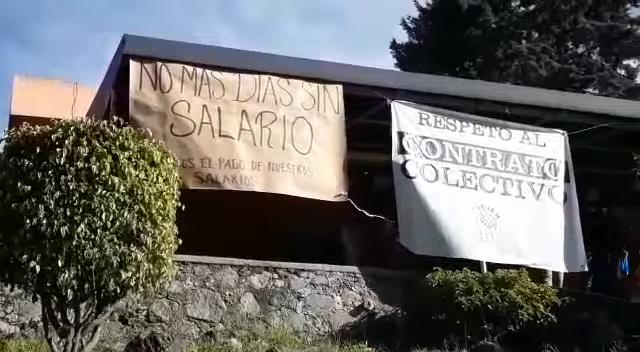 NO MAS DIAS SIN
SALARIO
EL PAGO DE NUESTROS
SALARIOS
RESPETO AL
CONTRATO
COLECTIVO